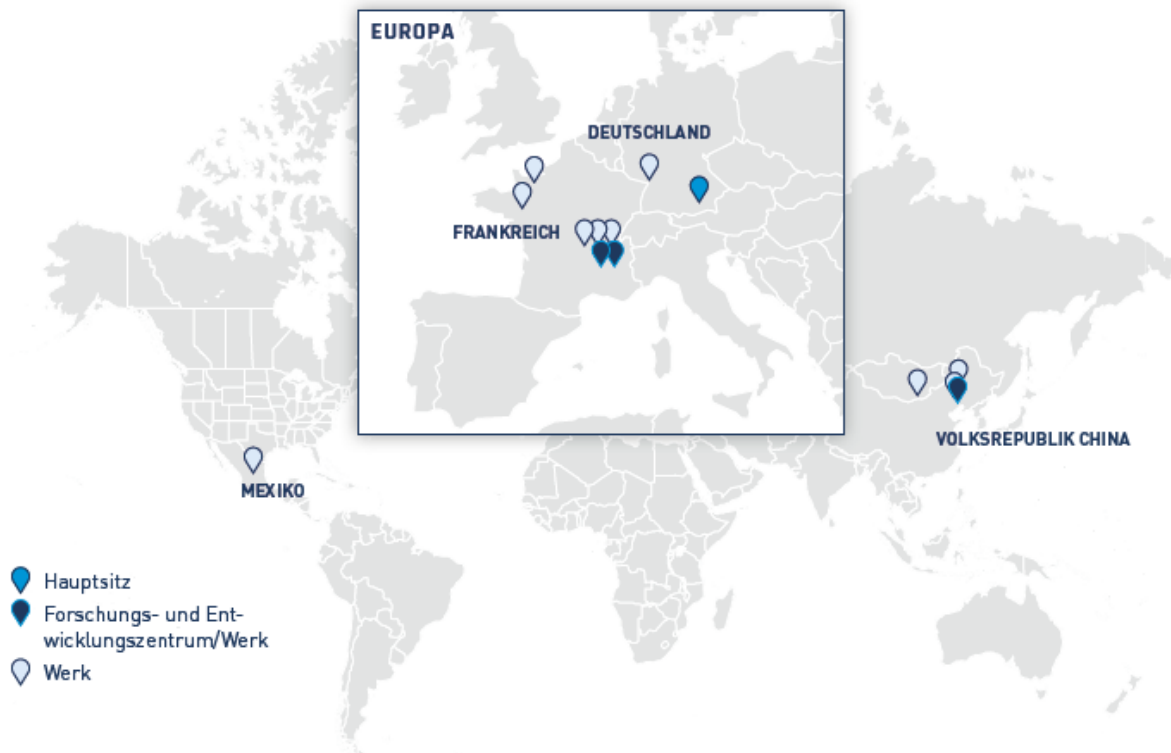 EUROPA
DEUTSCHLAND
FRANKREICH
VOLKSREPUBLIK CHINA
MEXIKO
Hauptsitz
Forschungs- und Ent-
wicklungszentrum/Werk
Werk